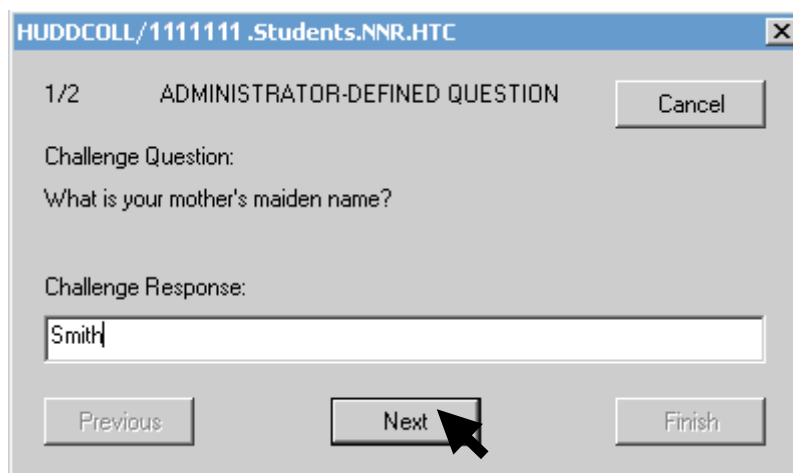 HUDDCOLL/1111111 .Students.NNR.HTC
1/2 ADMINISTRATOR-DEFINED QUESTION
Cancel
Challenge Question:
What is your mother's maiden name?
Challenge Response:
Smith
Previous Next Finish